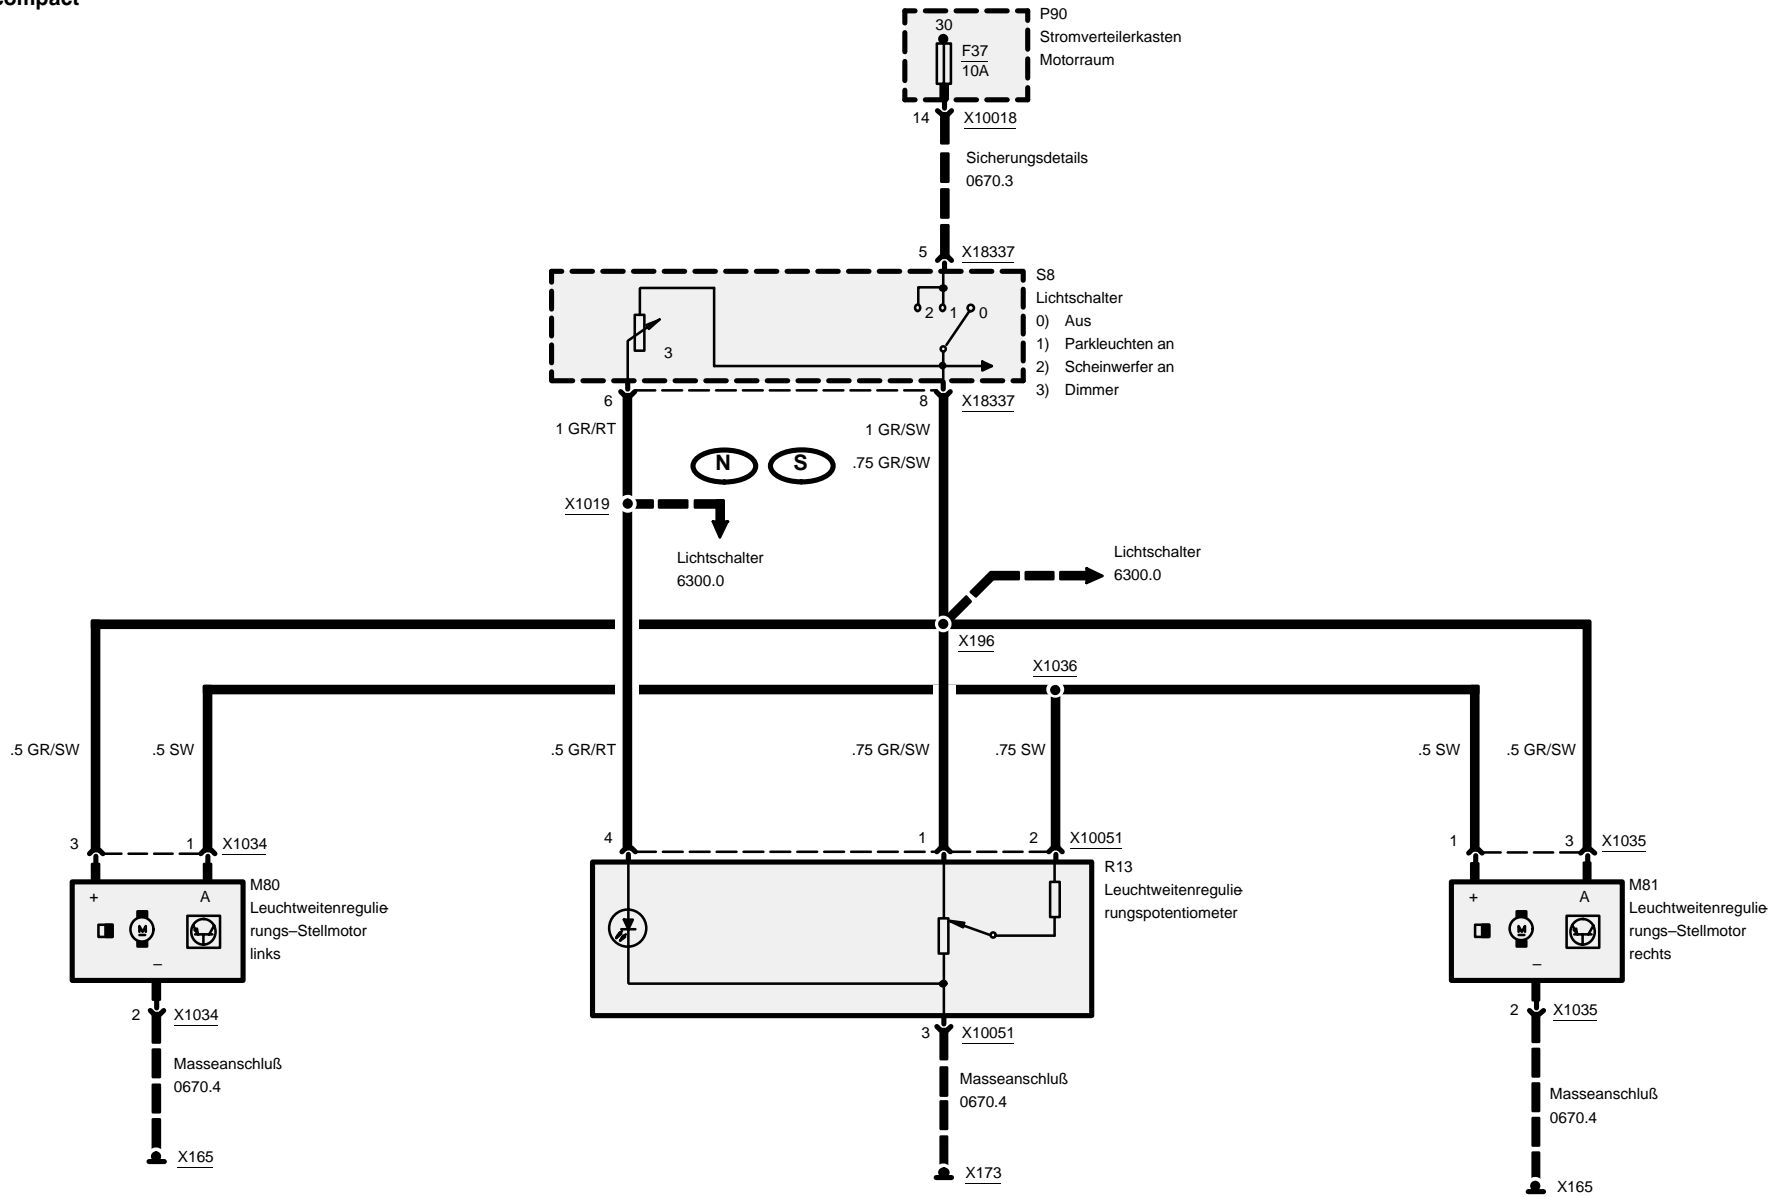 compact
P90
Stromverteilerkasten
Motorraum
30
F37
10A
14
X10018
Sicherungsdetails
0670.3
5
X18337
S8
Lichtschalter
0) Aus
1) Parkleuchten an
2) Scheinwerfer an
3) Dimmer
2
1
0
3
6
8
X18337
1 GR/RT
1 GR/SW
N
S
.75 GR/SW
X1019
Lichtschalter
6300.0
Lichtschalter
6300.0
X196
X1036
.5 GR/SW
.5 SW
.5 GR/RT
.75 GR/SW
.75 SW
.5 SW
.5 GR/SW
3
1
X1034
4
1
2
X10051
1
3
X1035
+
A
M
–
M80
Leuchtweitenregulie-
rungs–Stellmotor
links
R13
Leuchtweitenregulie-
rungspotentiometer
+
A
M
–
M81
Leuchtweitenregulie-
rungs–Stellmotor
rechts
2
X1034
3
X10051
2
X1035
Masseanschluß
0670.4
Masseanschluß
0670.4
Masseanschluß
0670.4
X165
X173
X165